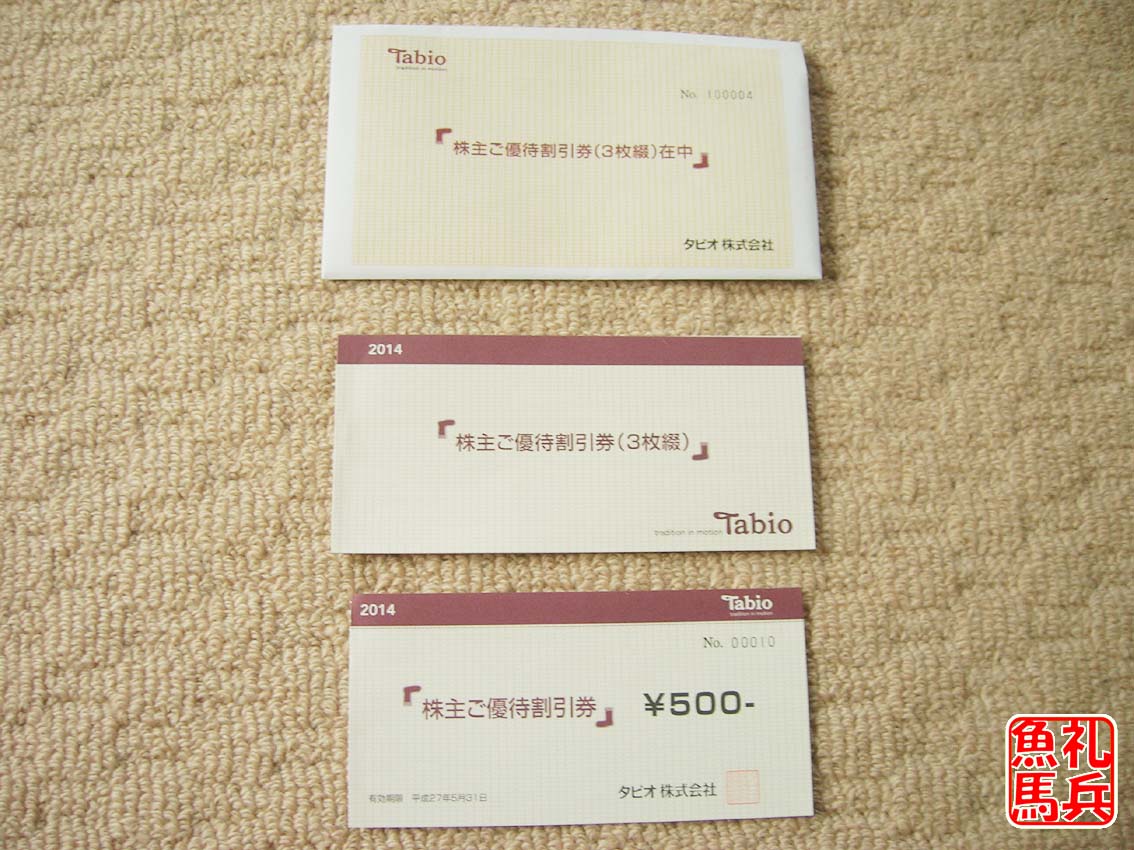 Tabio
tradition in motion
No. 100004
『株主ご優待割引券(3枚綴)在中』
タビオ 株式会社
2014
『株主ご優待割引券(3枚綴)』
tradition in motion Tabio
2014
Tabio
tradition in motion
No. 00010
『株主ご優待割引券』 ¥500-
有効期限 平成27年5月31日
タビオ 株式会社
魚礼
馬兵